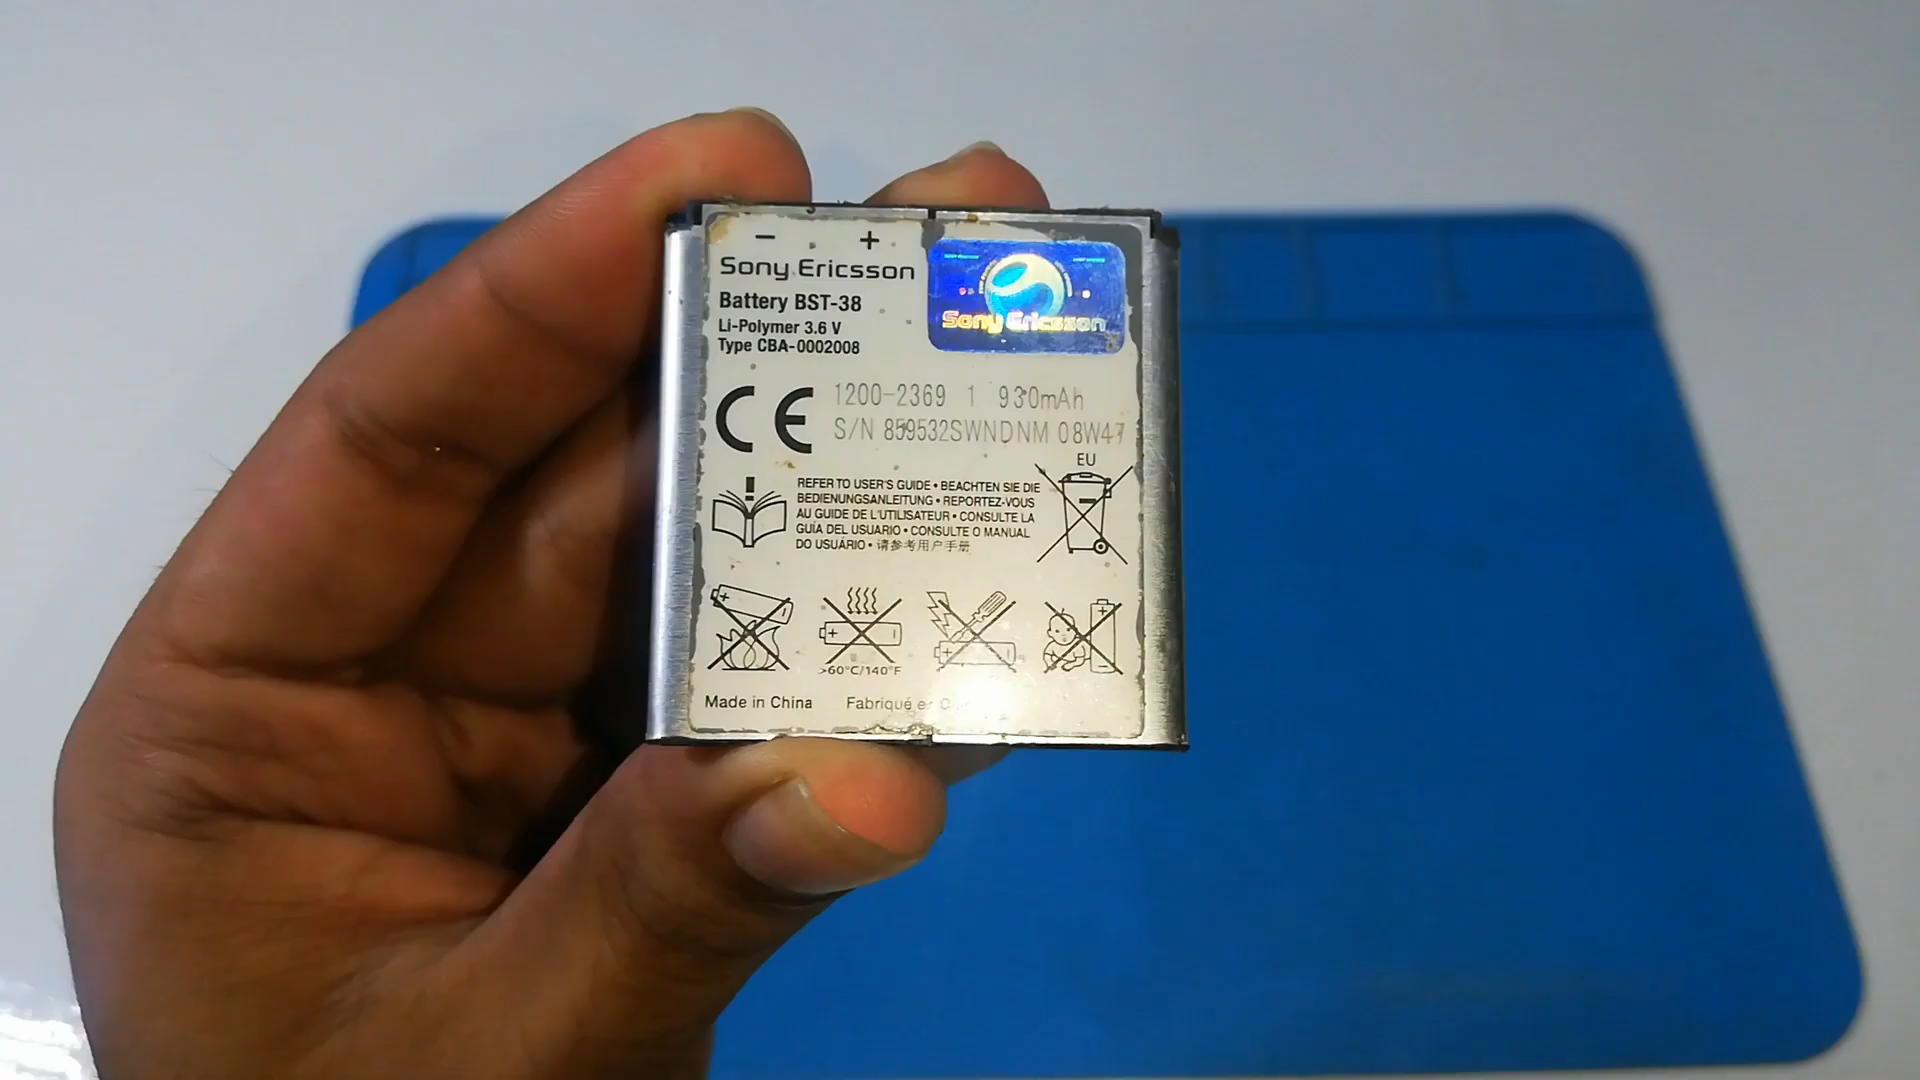 − +
Sony Ericsson
Sony Ericsson
Battery BST-38
Li-Polymer 3.6 V
Type CBA-0002008
CE
1200-2369 1 930mAh
S/N 859532SWNDNM 08W47
EU
REFER TO USER'S GUIDE • BEACHTEN SIE DIE
BEDIENUNGSANLEITUNG • REPORTEZ-VOUS
AU GUIDE DE L'UTILISATEUR • CONSULTE LA
GUÍA DEL USUARIO • CONSULTE O MANUAL
DO USUÁRIO • 请参考用户手册
>60°C/140°F
Made in China Fabriqué